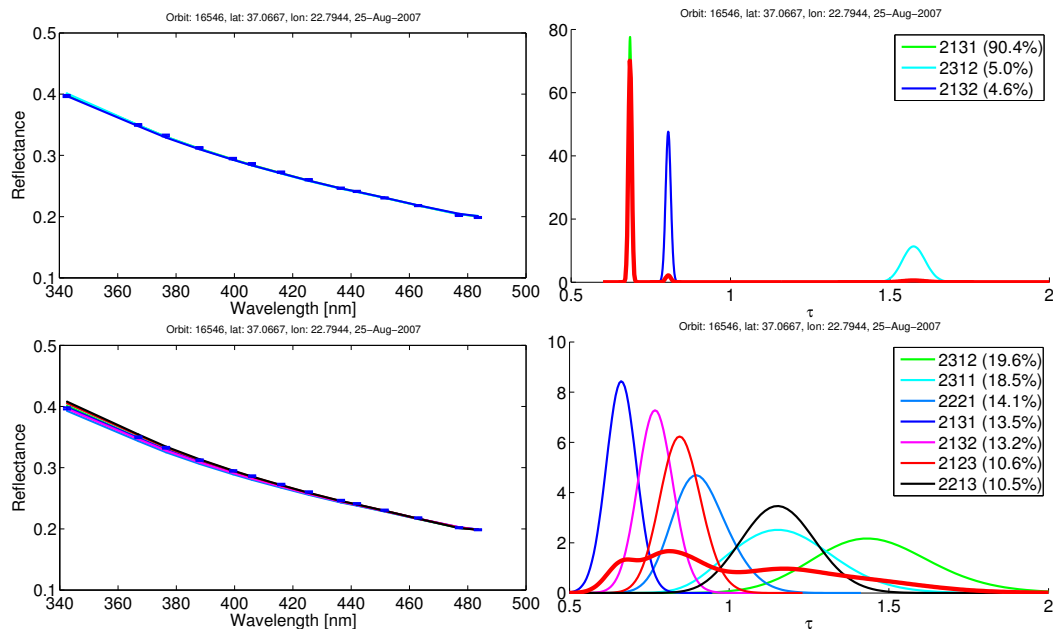 Orbit: 16546, lat: 37.0667, lon: 22.7944, 25−Aug−2007
0.5
0.4
0.3
0.2
0.1
Reflectance
340 360 380 400 420 440 460 480 500
Wavelength [nm]
Orbit: 16546, lat: 37.0667, lon: 22.7944, 25−Aug−2007
80
60
40
20
0
2131 (90.4%)
2312 (5.0%)
2132 (4.6%)
0.5 1 1.5 2
τ
Orbit: 16546, lat: 37.0667, lon: 22.7944, 25−Aug−2007
0.5
0.4
0.3
0.2
0.1
Reflectance
340 360 380 400 420 440 460 480 500
Wavelength [nm]
Orbit: 16546, lat: 37.0667, lon: 22.7944, 25−Aug−2007
10
8
6
4
2
0
2312 (19.6%)
2311 (18.5%)
2221 (14.1%)
2131 (13.5%)
2132 (13.2%)
2123 (10.6%)
2213 (10.5%)
0.5 1 1.5 2
τ